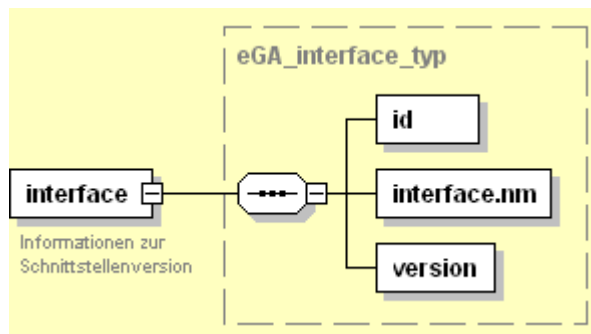 eGA_interface_typ
id
interface
interface.nm
Informationen zur
Schnittstellenversion
version